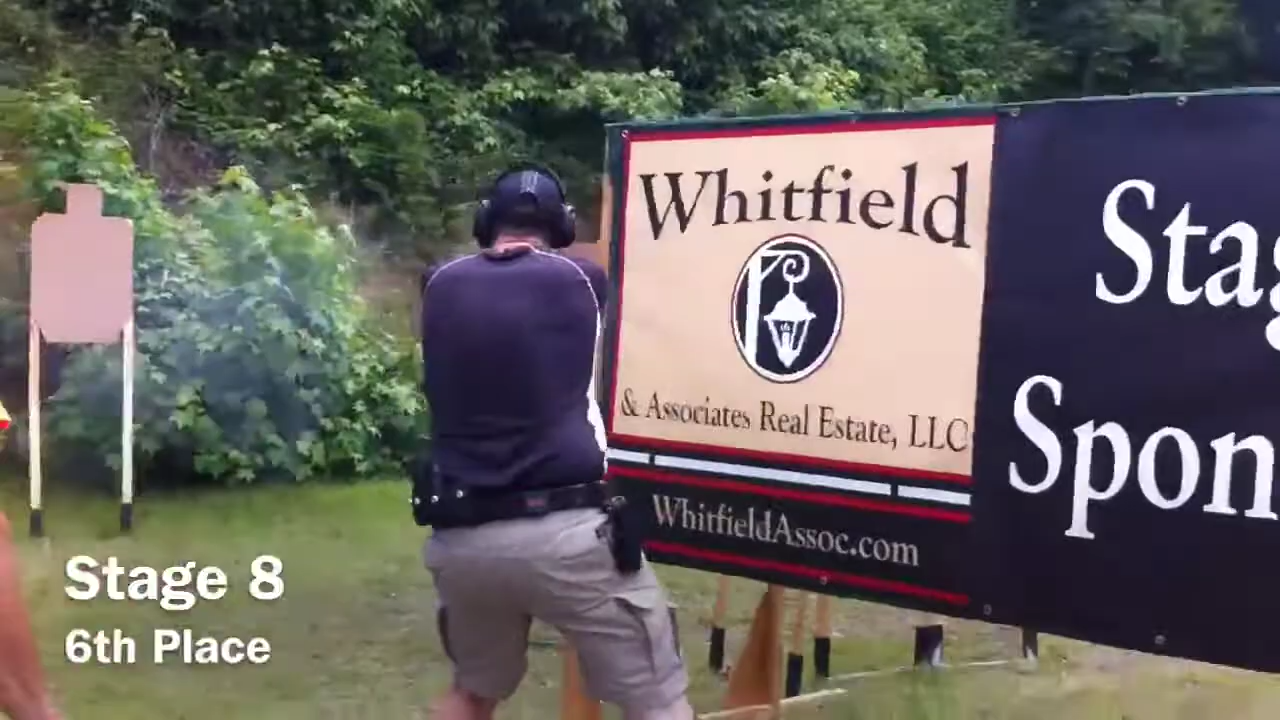 Whitfield
& Associates Real Estate, LLC
WhitfieldAssoc.com
Stag
Spon
Stage 8
6th Place